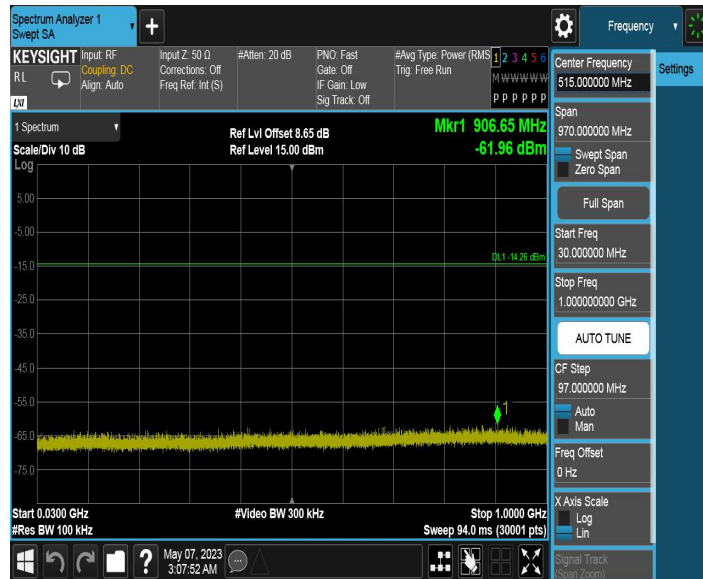 Spectrum Analyzer 1
Swept SA
Frequency
KEYSIGHT
RL
LXI
Input: RF
Coupling: DC
Align: Auto
Input Z: 50 Ω
Corrections: Off
Freq Ref: Int (S)
#Atten: 20 dB
PNO: Fast
Gate: Off
IF Gain: Low
Sig Track: Off
#Avg Type: Power (RMS
Trig: Free Run
1 2 3 4 5 6
M W W W W W
P P P P P P
Center Frequency
515.000000 MHz
Settings
1 Spectrum
Scale/Div 10 dB
Ref Lvl Offset 8.65 dB
Ref Level 15.00 dBm
Mkr1 906.65 MHz
-61.96 dBm
Span
970.000000 MHz
Swept Span
Zero Span
Full Span
Start Freq
30.000000 MHz
Stop Freq
1.000000000 GHz
AUTO TUNE
CF Step
97.000000 MHz
Auto
Man
Freq Offset
0 Hz
X Axis Scale
Log
Lin
Signal Track
(Span Zoom)
Log
5.00
-5.00
-15.0
-25.0
-35.0
-45.0
-55.0
-65.0
-75.0
DL1 -14.26 dBm
1
Start 0.0300 GHz
#Res BW 100 kHz
#Video BW 300 kHz
Stop 1.0000 GHz
Sweep 94.0 ms (30001 pts)
?
May 07, 2023
3:07:52 AM